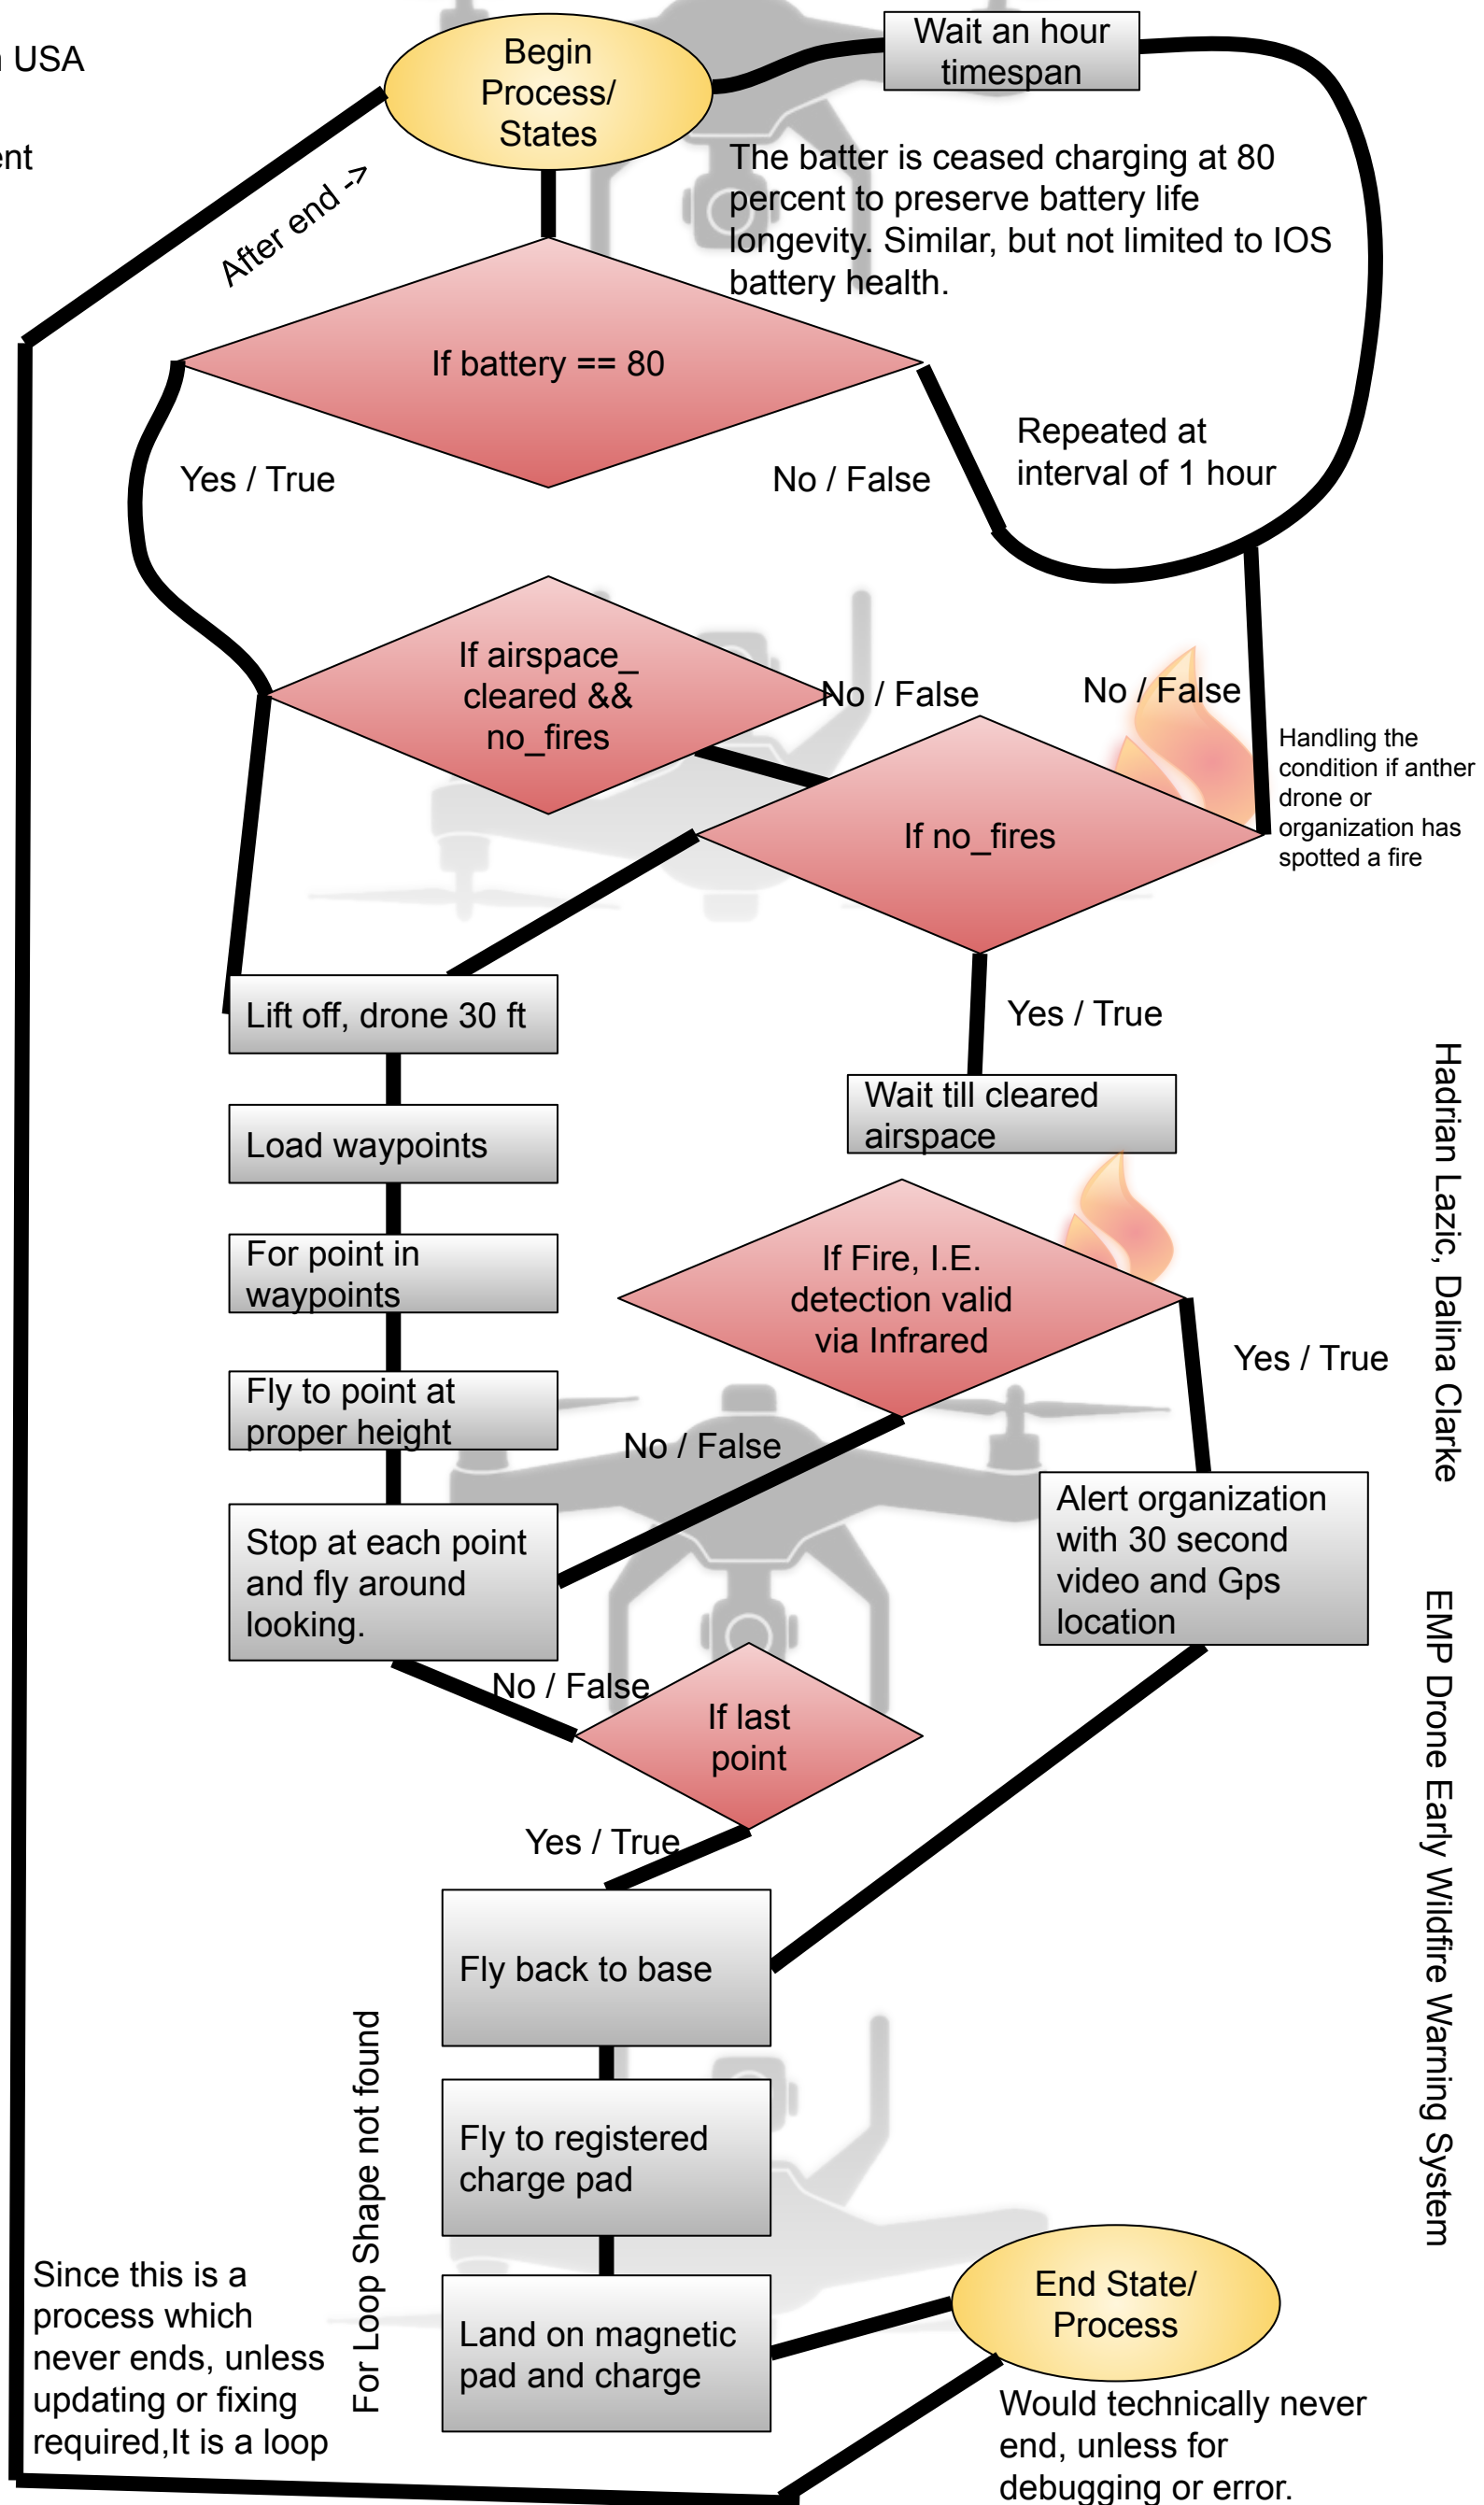 USA
Begin
Process/
States
Wait an hour
timespan
After end ->
The batter is ceased charging at 80
percent to preserve battery life
longevity. Similar, but not limited to IOS
battery health.
If battery == 80
Yes / True
No / False
Repeated at
interval of 1 hour
If airspace_
cleared &&
no_fires
No / False
No / False
Handling the
condition if anther
drone or
organization has
spotted a fire
If no_fires
Lift off, drone 30 ft
Yes / True
Load waypoints
Wait till cleared
airspace
For point in
waypoints
If Fire, I.E.
detection valid
via Infrared
Yes / True
Fly to point at
proper height
No / False
Stop at each point
and fly around
looking.
Alert organization
with 30 second
video and Gps
location
No / False
If last
point
Yes / True
Fly back to base
Fly to registered
charge pad
Land on magnetic
pad and charge
End State/
Process
Would technically never
end, unless for
debugging or error.
For Loop Shape not found
Since this is a
process which
never ends, unless
updating or fixing
required,It is a loop
Hadrian Lazic, Dalina Clarke
EMP Drone Early Wildfire Warning System